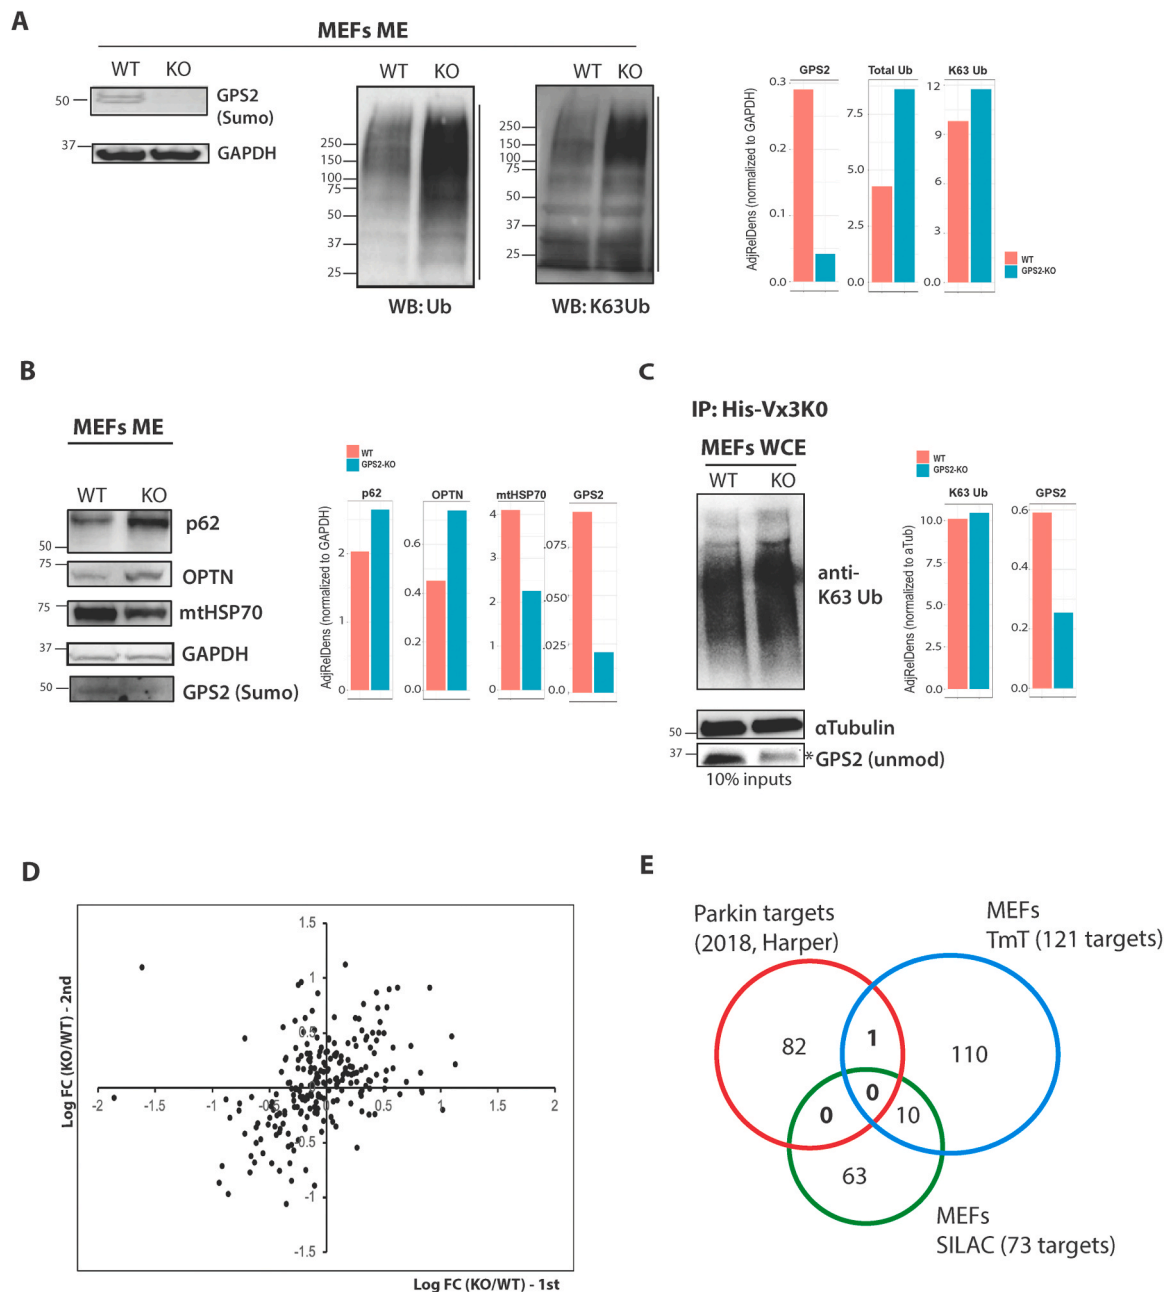 A
MEFs ME
WT KO
50
GPS2
(Sumo)
37
GAPDH
WT KO
250
150
100
75
50
37
25
WB: Ub
WT KO
250
150
100
75
50
37
25
WB: K63Ub
AdjRelDens (normalized to GAPDH)
GPS2
0.3
0.2
0.1
0.0
Total Ub
7.5
5.0
2.5
0.0
K63 Ub
12
9
6
3
0.0
WT
GPS2-KO
B
MEFs ME
WT KO
p62
50
75
OPTN
75
mtHSP70
37
GAPDH
50
GPS2 (Sumo)
WT
GPS2-KO
AdjRelDens (normalized to GAPDH)
p62
2
1
0
OPTN
0.6
0.4
0.2
0.0
mtHSP70
4
3
2
1
0
GPS2
.075
.050
.025
0.0
C
IP: His-Vx3K0
MEFs WCE
WT KO
anti-
K63 Ub
50
αTubulin
37
*GPS2 (unmod)
10% inputs
WT
GPS2-KO
AdjRelDens (normalized to aTub)
K63 Ub
10.0
7.5
5.0
2.5
0.0
GPS2
0.6
0.4
0.2
0.0
D
Log FC (KO/WT) - 2nd
1.5
1
0.5
0
-0.5
-1
-1.5
-2 -1.5 -1 -0.5 0 0.5 1 1.5 2
Log FC (KO/WT) - 1st
E
Parkin targets
(2018, Harper)
MEFs
TmT (121 targets)
82
1
110
0
0
10
63
MEFs
SILAC (73 targets)